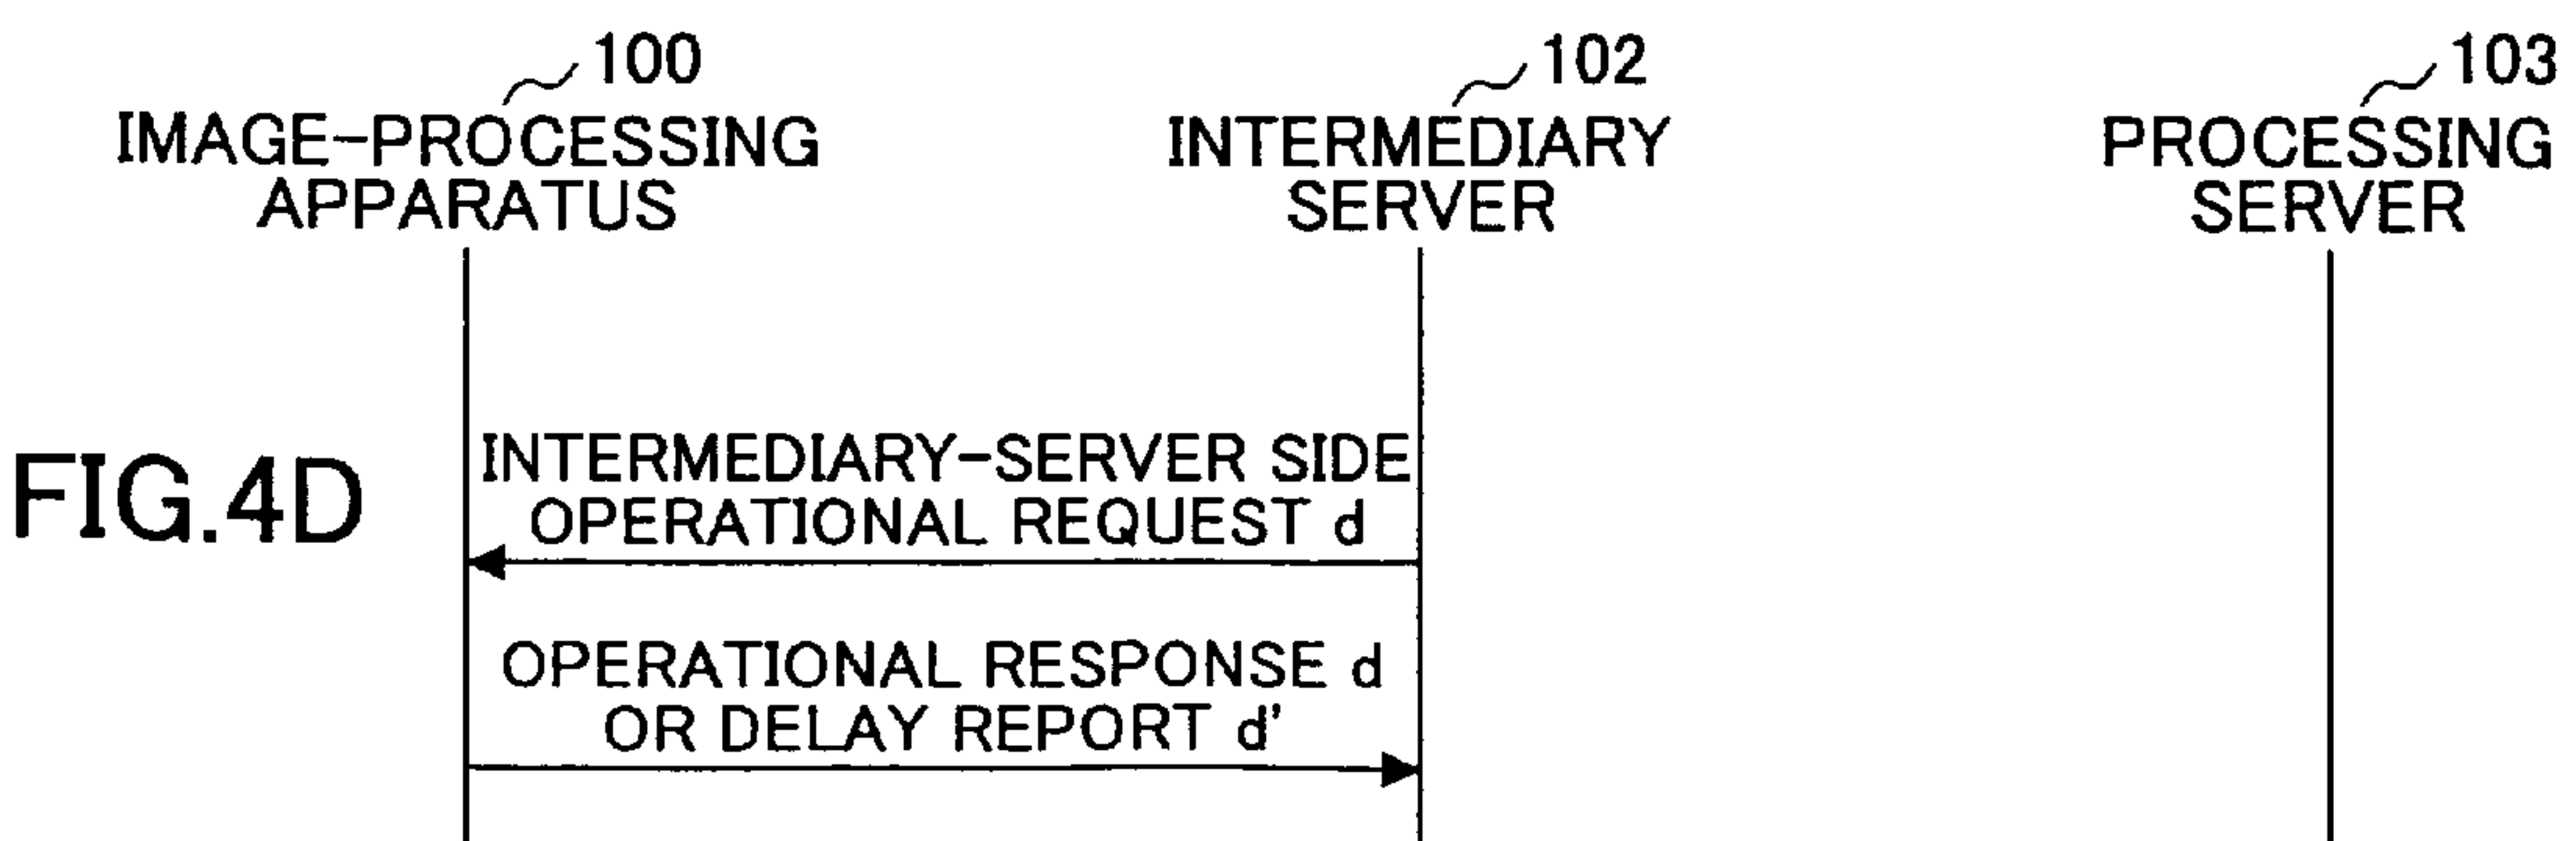 100
IMAGE-PROCESSING
APPARATUS
102
INTERMEDIARY
SERVER
103
PROCESSING
SERVER
FIG.4D
INTERMEDIARY-SERVER SIDE
OPERATIONAL REQUEST d
OPERATIONAL RESPONSE d
OR DELAY REPORT d'